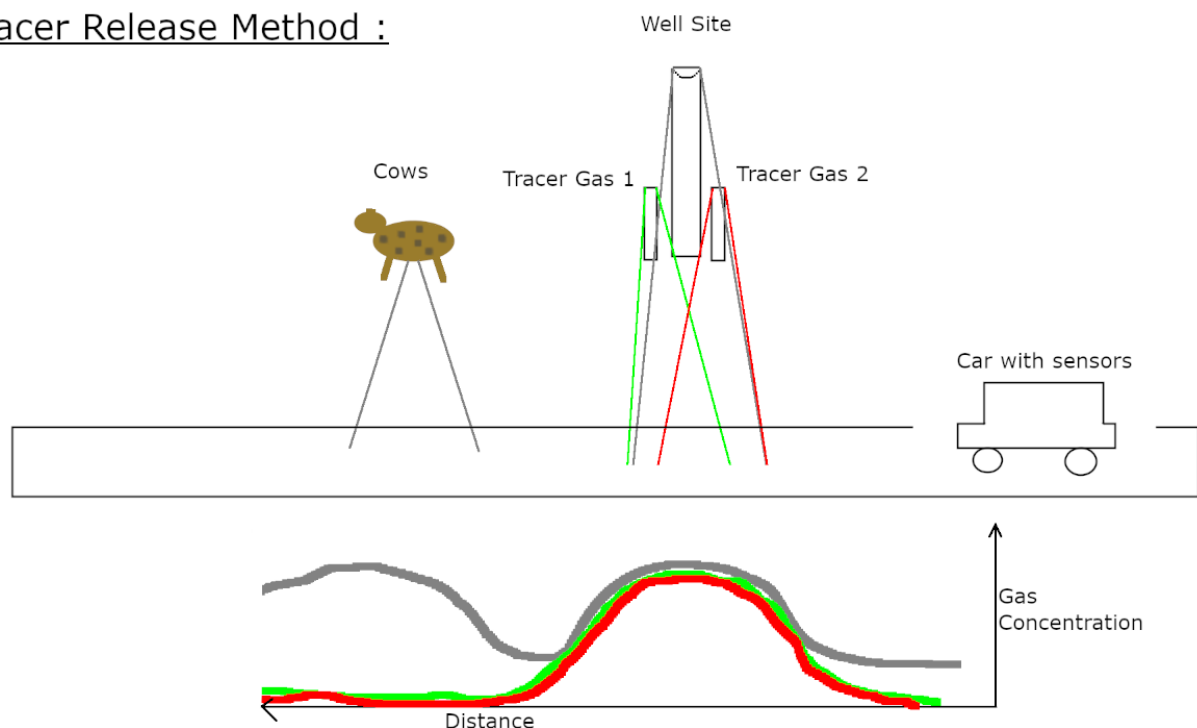 acer Release Method :
Well Site
Cows
Tracer Gas 1
Tracer Gas 2
Car with sensors
Gas
Concentration
Distance